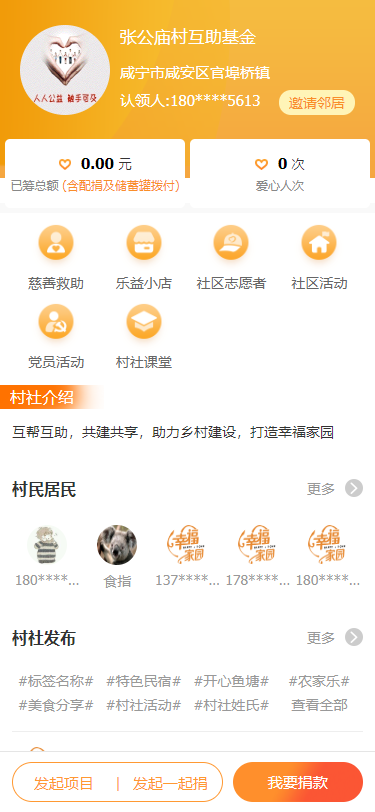 张公庙村互助基金
咸宁市咸安区官埠桥镇
认领人:180****5613
邀请邻居
人人公益 触手可及
0.00 元
已筹总额 (含配捐及储蓄罐拨付)
0 次
爱心人次
慈善救助
乐益小店
社区志愿者
社区活动
党员活动
村社课堂
村社介绍
互帮互助，共建共享，助力乡村建设，打造幸福家园
村民居民
更多
幸福家园
幸福家园
幸福家园
180****...
食指
137****...
178****...
180****...
村社发布
更多
#标签名称# #特色民宿# #开心鱼塘# #农家乐#
#美食分享# #村社活动# #村社姓氏# 查看全部
发起项目 | 发起一起捐
我要捐款